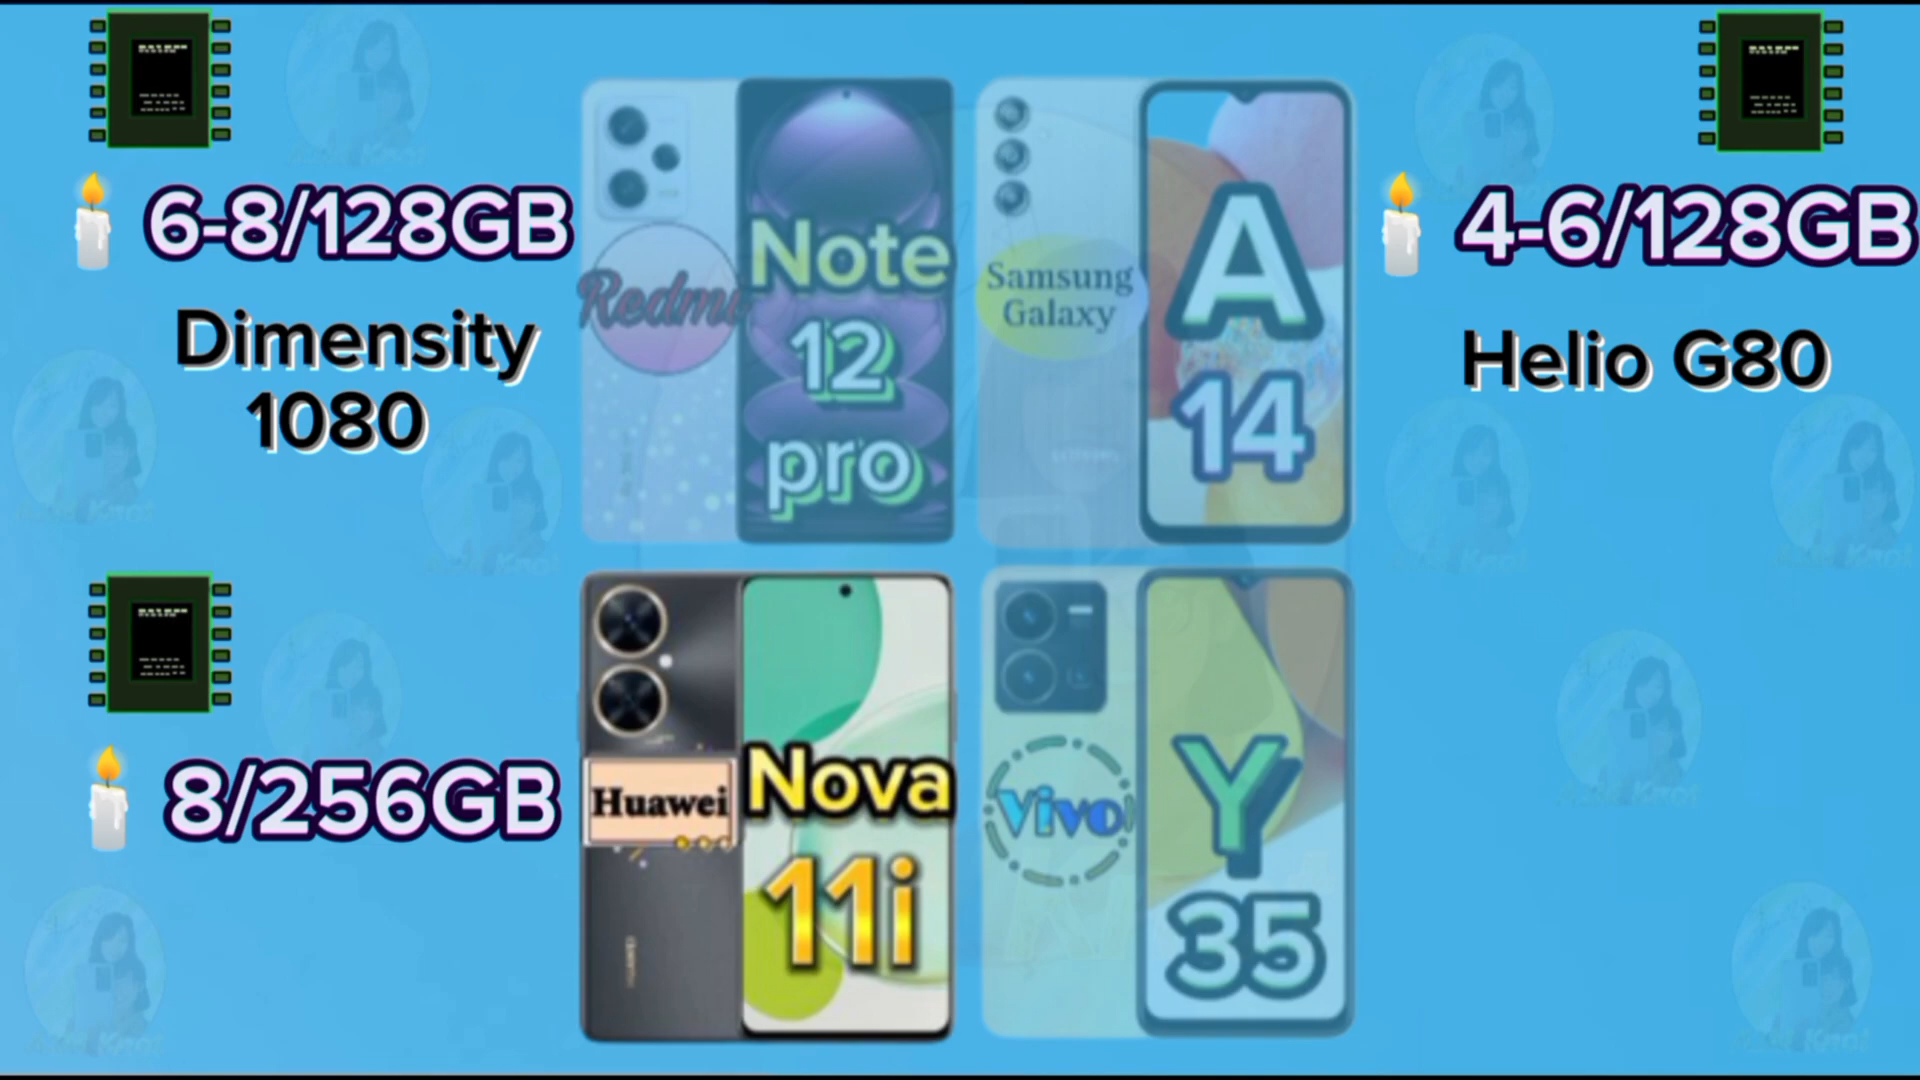 6-8/128GB
Dimensity
1080
Redmi
Note
12
pro
Samsung
Galaxy
A
14
4-6/128GB
Helio G80
8/256GB
Huawei
Nova
11i
Vivo
Y
35